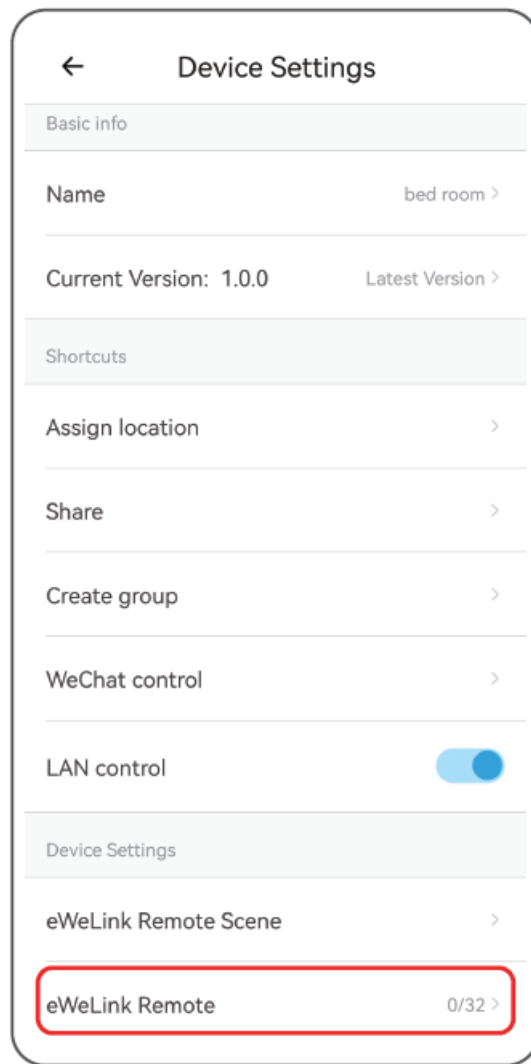 Device Settings
Basic info
Name bed room
Current Version: 1.0.0 Latest Version
Shortcuts
Assign location
Share
Create group
WeChat control
LAN control
Device Settings
eWeLink Remote Scene
eWeLink Remote 0/32